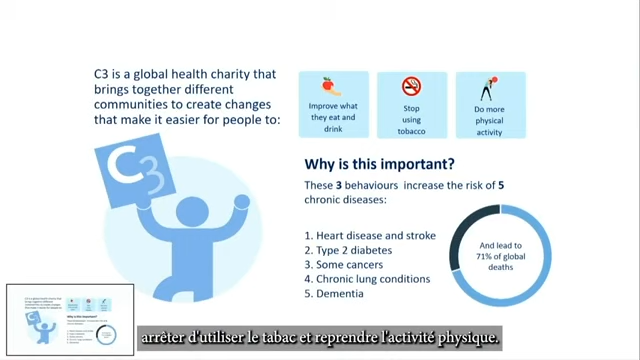 C3 is a global health charity that
brings together different
communities to create changes
that make it easier for people to:
Improve what
they eat and
drink
Stop
using
tobacco
Do more
physical
activity
C3
Why is this important?
These 3 behaviours increase the risk of 5
chronic diseases:
1. Heart disease and stroke
2. Type 2 diabetes
3. Some cancers
4. Chronic lung conditions
5. Dementia
And lead to
71% of global
deaths
arrêter d'utiliser le tabac et reprendre l'activité physique.